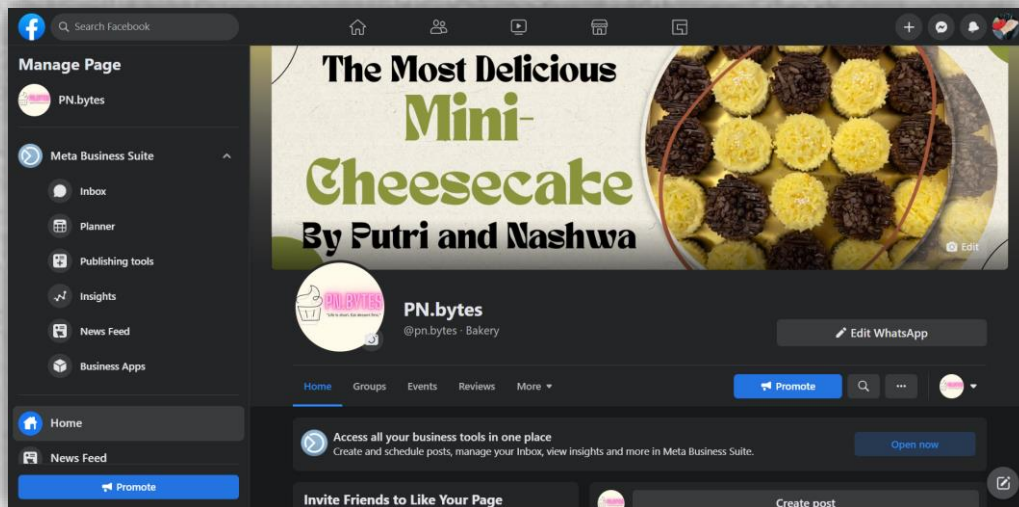 Search Facebook
Manage Page
PN.bytes
Meta Business Suite
Inbox
Planner
Publishing tools
Insights
News Feed
Business Apps
Home
News Feed
Promote
The Most Delicious
Mini-
Cheesecake
By Putri and Nashwa
Edit
PN.BYTES
PN.bytes
@pn.bytes · Bakery
Edit WhatsApp
Home Groups Events Reviews More
Promote
Access all your business tools in one place
Create and schedule posts, manage your Inbox, view insights and more in Meta Business Suite.
Open now
Invite Friends to Like Your Page
Create post